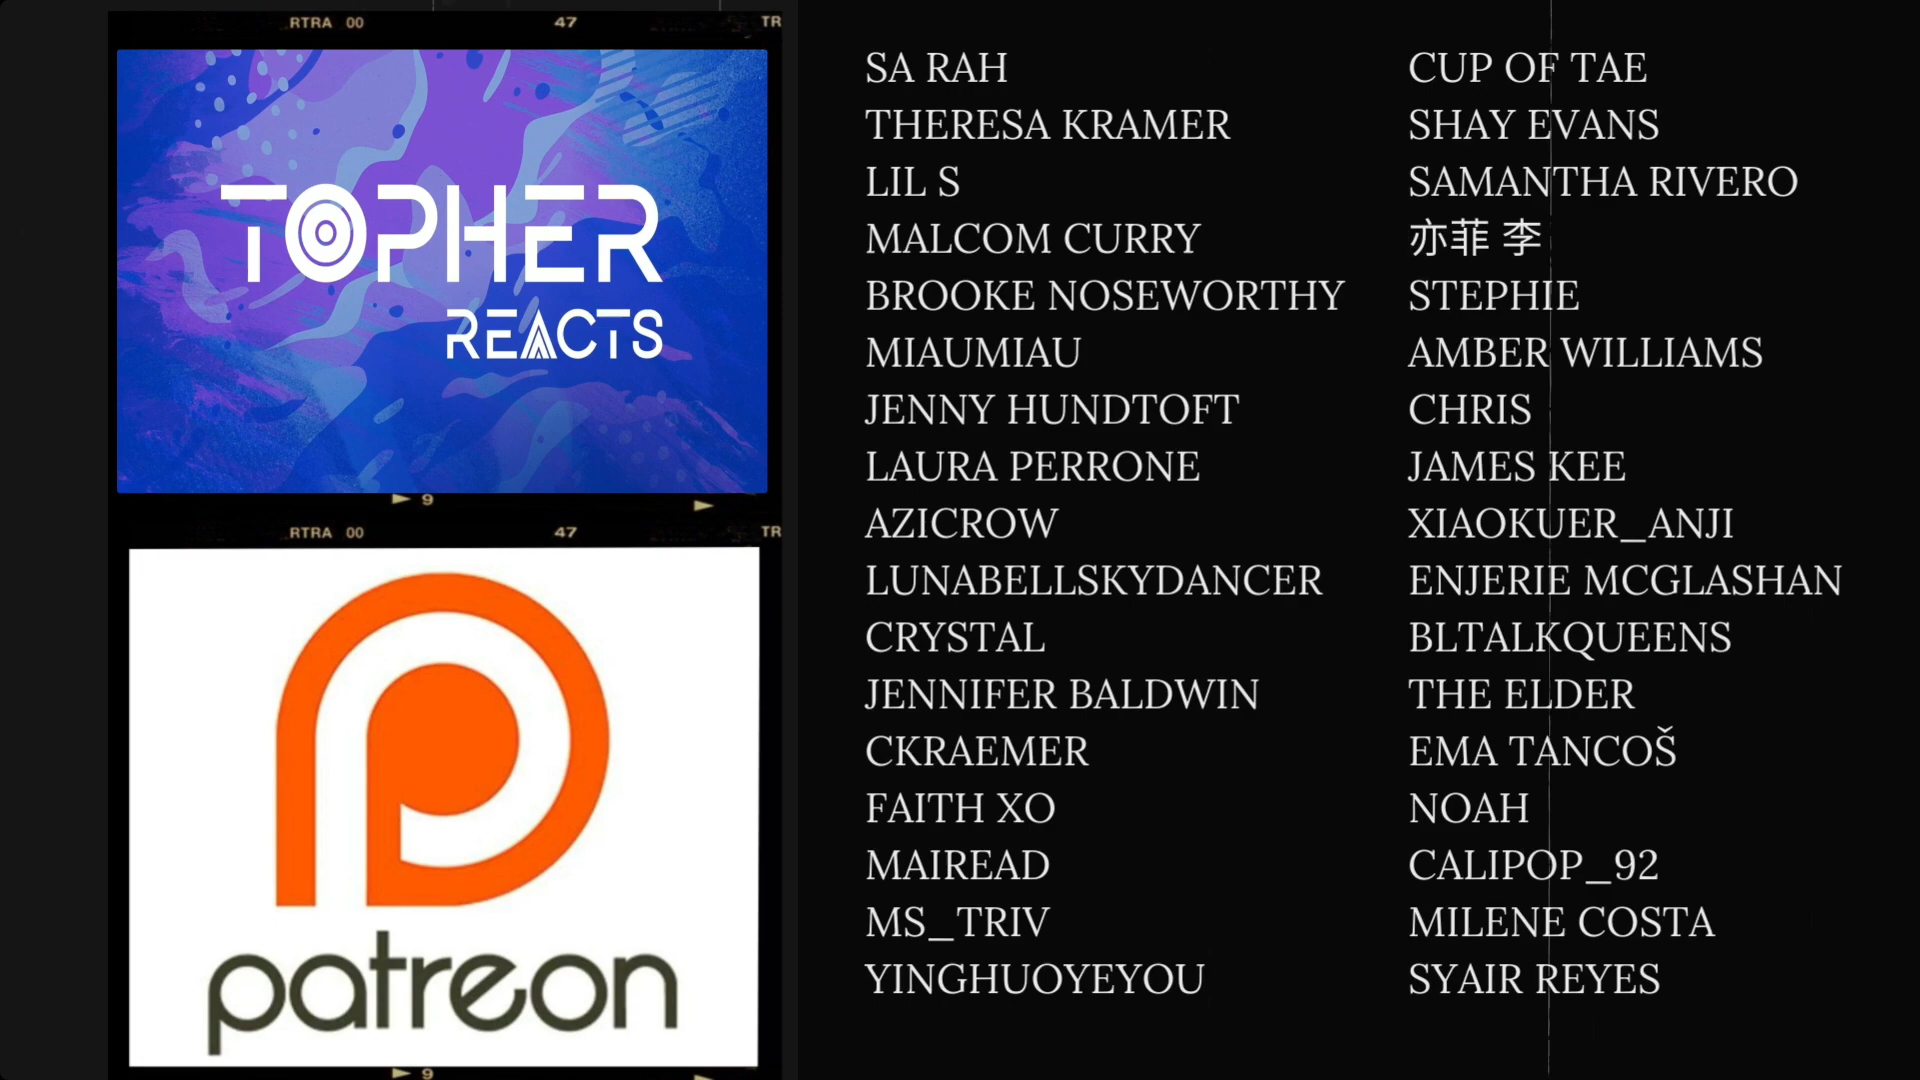 RTRA 00 47 TR
TOPHER
REACTS
9
RTRA 00 47 TR
patreon
9
SA RAH
THERESA KRAMER
LIL S
MALCOM CURRY
BROOKE NOSEWORTHY
MIAUMIAU
JENNY HUNDTOFT
LAURA PERRONE
AZICROW
LUNABELLSKYDANCER
CRYSTAL
JENNIFER BALDWIN
CKRAEMER
FAITH XO
MAIREAD
MS_TRIV
YINGHUOYEYOU
CUP OF TAE
SHAY EVANS
SAMANTHA RIVERO
亦菲 李
STEPHIE
AMBER WILLIAMS
CHRIS
JAMES KEE
XIAOKUER_ANJI
ENJERIE MCGLASHAN
BLTALKQUEENS
THE ELDER
EMA TANCOŠ
NOAH
CALIPOP_92
MILENE COSTA
SYAIR REYES